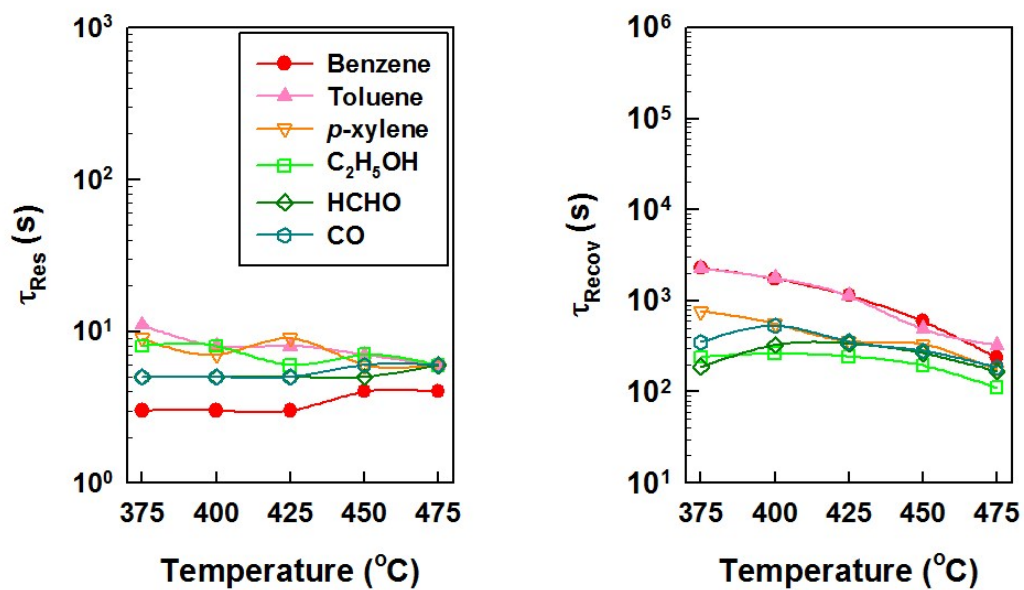 10³
10²
10¹
10⁰
τRes (s)
Benzene
Toluene
p-xylene
C₂H₅OH
HCHO
CO
375 400 425 450 475
Temperature (°C)
10⁶
10⁵
10⁴
10³
10²
10¹
τRecov (s)
375 400 425 450 475
Temperature (°C)